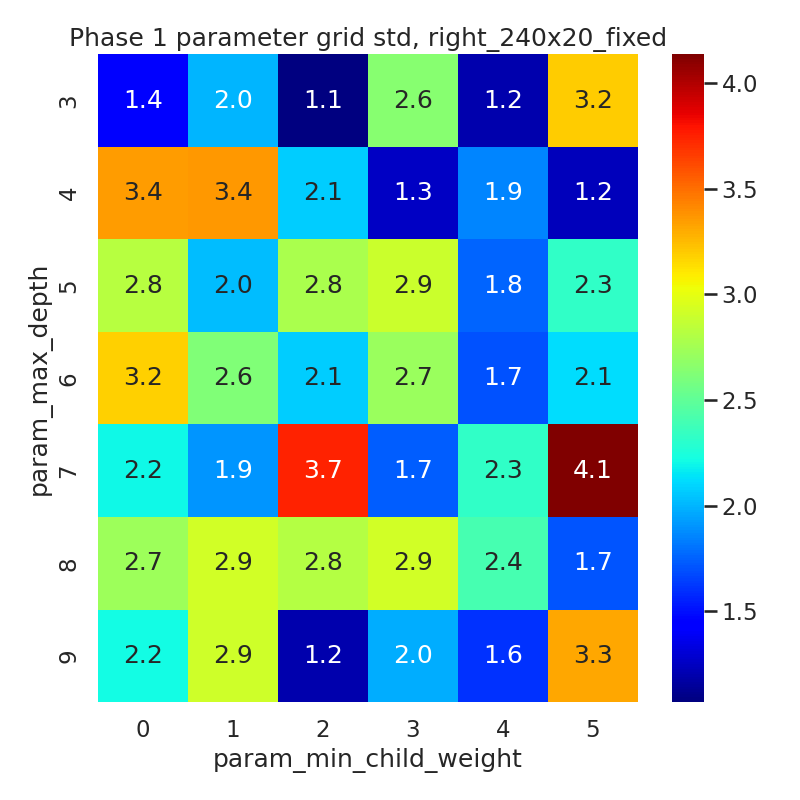 Phase 1 parameter grid std, right_240x20_fixed
param_max_depth
3 1.4 2.0 1.1 2.6 1.2 3.2
4 3.4 3.4 2.1 1.3 1.9 1.2
5 2.8 2.0 2.8 2.9 1.8 2.3
6 3.2 2.6 2.1 2.7 1.7 2.1
7 2.2 1.9 3.7 1.7 2.3 4.1
8 2.7 2.9 2.8 2.9 2.4 1.7
9 2.2 2.9 1.2 2.0 1.6 3.3
0 1 2 3 4 5
param_min_child_weight
4.0
3.5
3.0
2.5
2.0
1.5